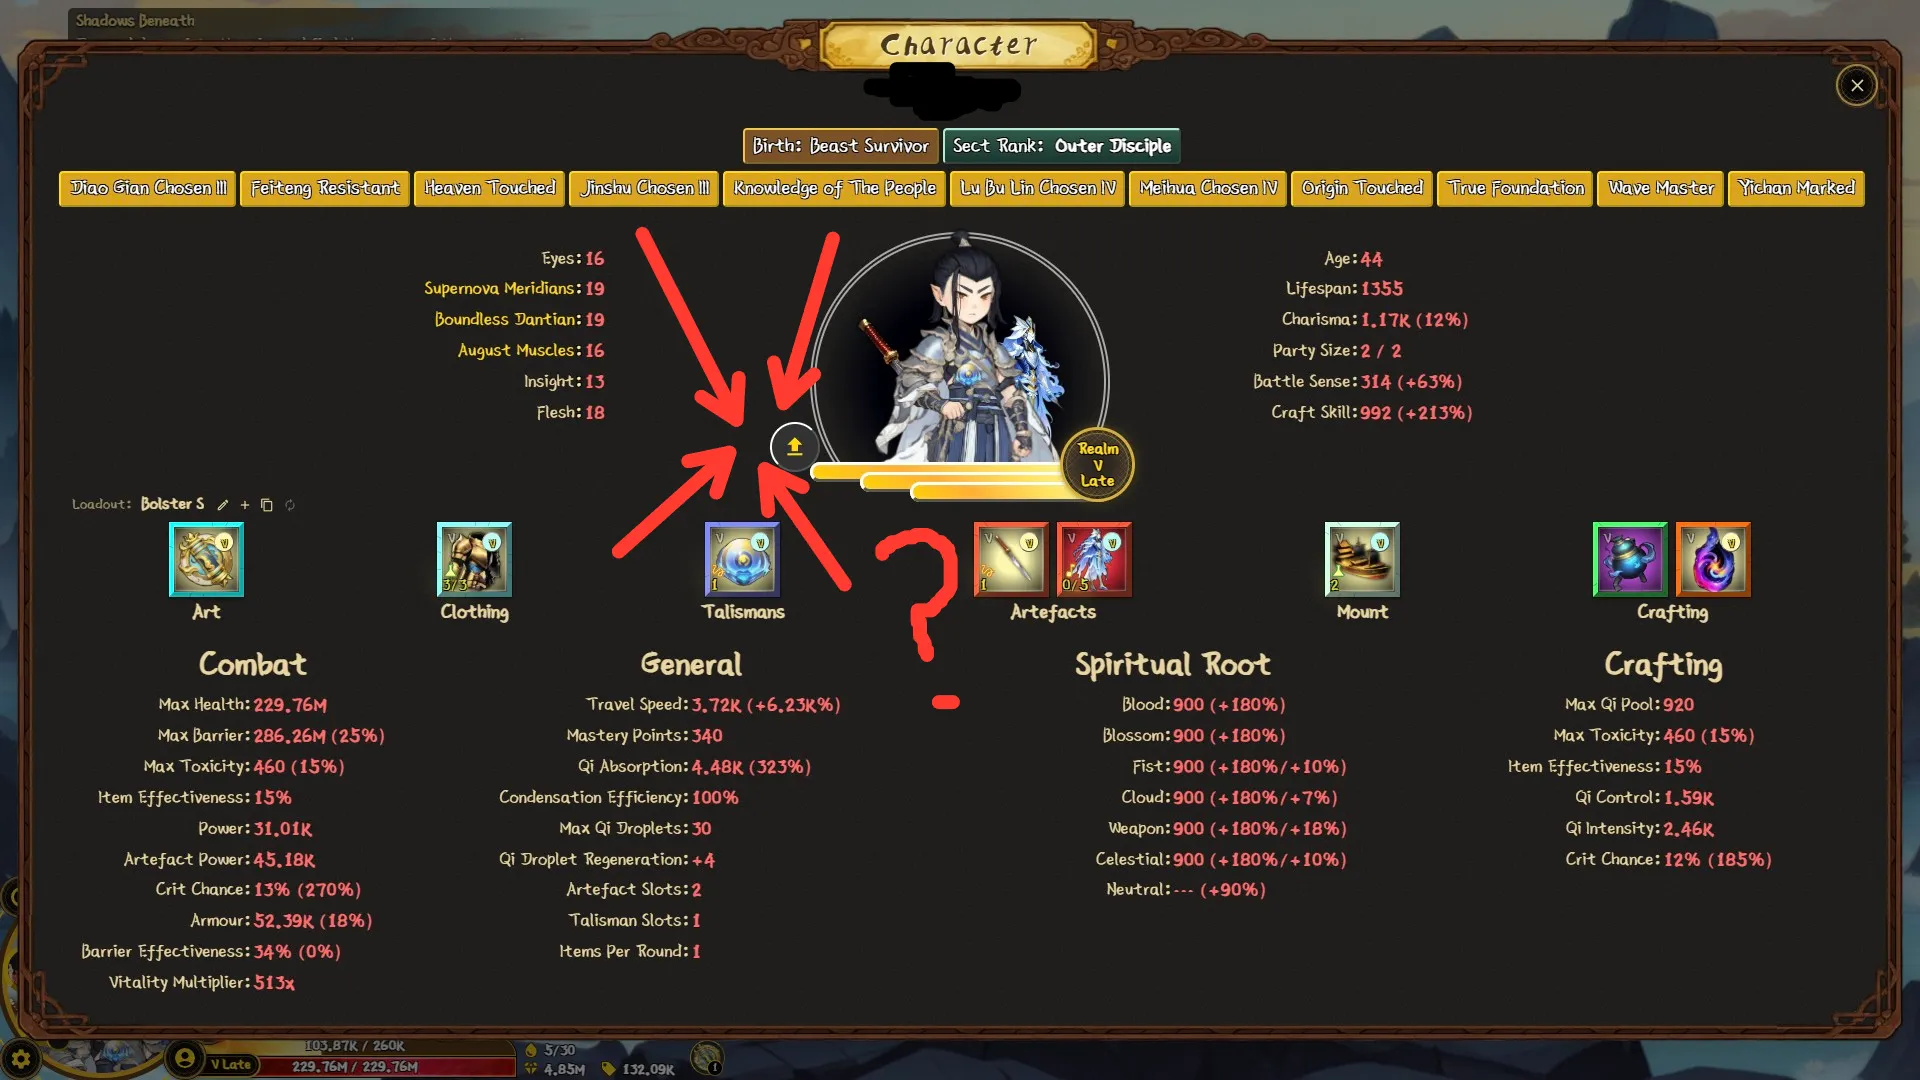 Shadows Beneath
Character
Birth: Beast Survivor
Sect Rank: Outer Disciple
Diao Gian Chosen III
Feiteng Resistant
Heaven Touched
Jinshu Chosen III
Knowledge of The People
Lu Bu Lin Chosen IV
Meihua Chosen IV
Origin Touched
True Foundation
Wave Master
Yichan Marked
Eyes: 16
Supernova Meridians: 19
Boundless Dantian: 19
August Muscles: 16
Insight: 13
Flesh: 18
Age: 44
Lifespan: 1355
Charisma: 1.17K (12%)
Party Size: 2 / 2
Battle Sense: 314 (+63%)
Craft Skill: 992 (+213%)
Realm
V
Late
Loadout: Bolster S
V V
Art
V V
3/3
Clothing
V V
1
Talismans
V V
1
V V
0/5
Artefacts
V
2
Mount
V
V V
Crafting
?
Combat
Max Health: 229.76M
Max Barrier: 286.26M (25%)
Max Toxicity: 460 (15%)
Item Effectiveness: 15%
Power: 31.01K
Artefact Power: 45.18K
Crit Chance: 13% (270%)
Armour: 52.39K (18%)
Barrier Effectiveness: 34% (0%)
Vitality Multiplier: 513x
General
Travel Speed: 3.72K (+6.23K%)
Mastery Points: 340
Qi Absorption: 4.48K (323%)
Condensation Efficiency: 100%
Max Qi Droplets: 30
Qi Droplet Regeneration: +4
Artefact Slots: 2
Talisman Slots: 1
Items Per Round: 1
Spiritual Root
Blood: 900 (+180%)
Blossom: 900 (+180%)
Fist: 900 (+180%/+10%)
Cloud: 900 (+180%/+7%)
Weapon: 900 (+180%/+18%)
Celestial: 900 (+180%/+10%)
Neutral: --- (+90%)
Crafting
Max Qi Pool: 920
Max Toxicity: 460 (15%)
Item Effectiveness: 15%
Qi Control: 1.59K
Qi Intensity: 2.46K
Crit Chance: 12% (185%)
V Late
103.87K / 260K
229.76M / 229.76M
5/30
4.85M
132.09K
1